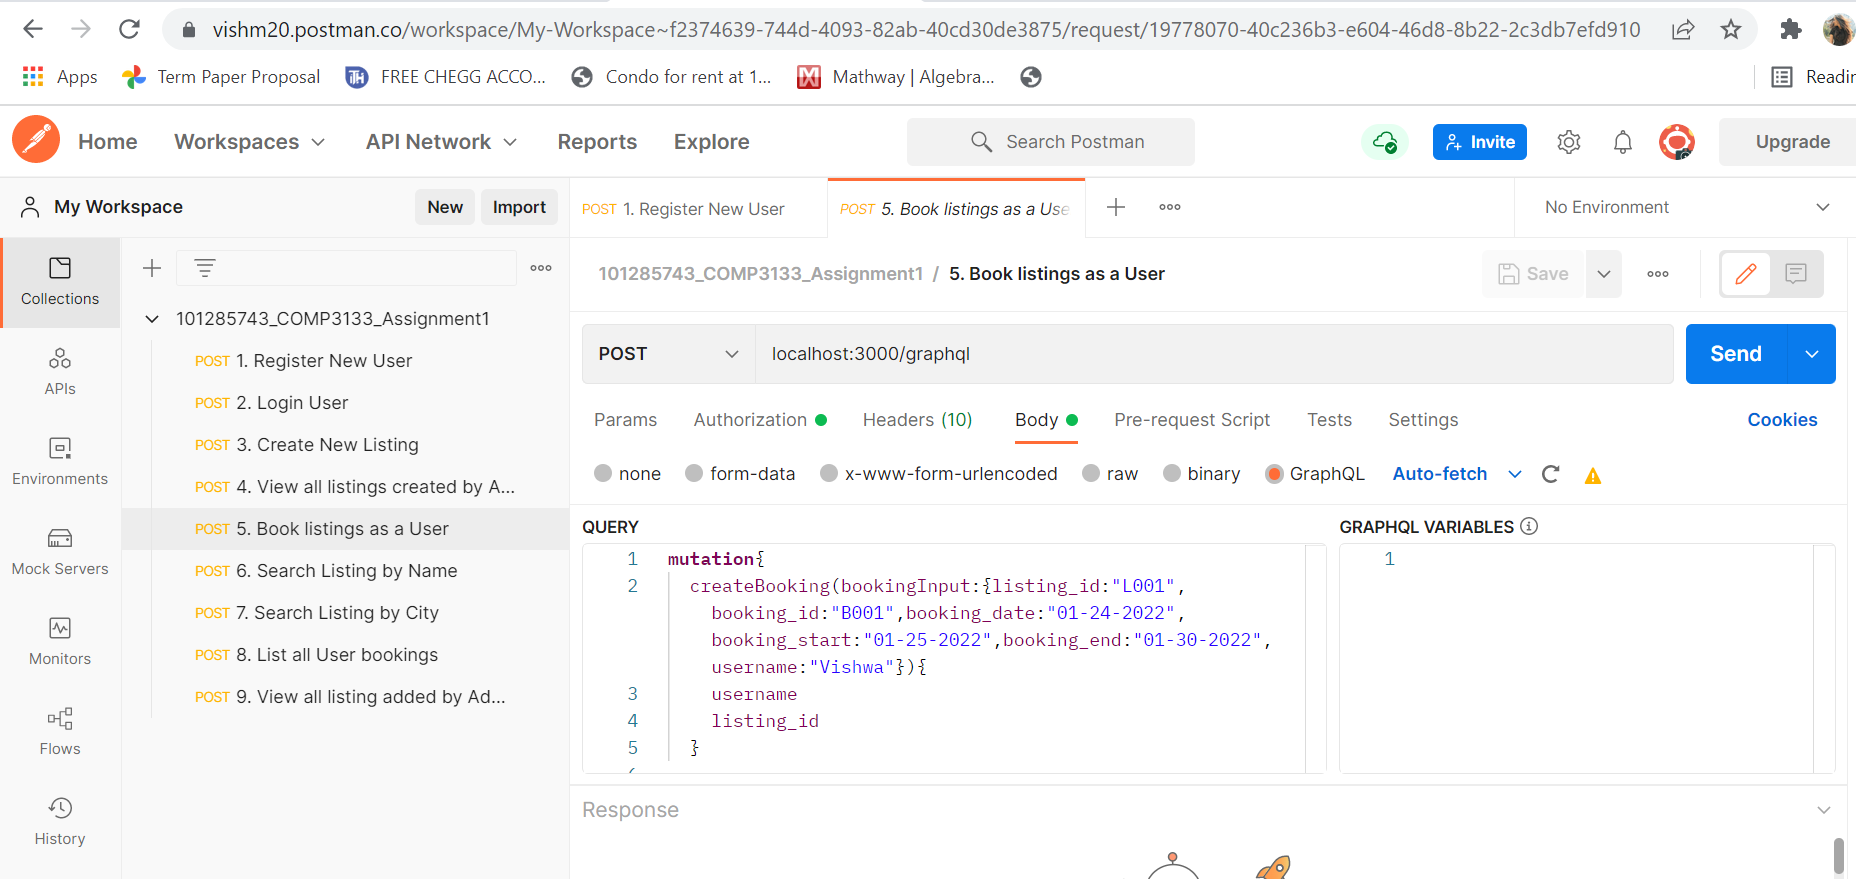 vishm20.postman.co/workspace/My-Workspace~f2374639-744d-4093-82ab-40cd30de3875/request/19778070-40c236b3-e604-46d8-8b22-2c3db7efd910
Apps Term Paper Proposal FREE CHEGG ACCO... Condo for rent at 1... Mathway | Algebra... Readin
Home Workspaces API Network Reports Explore Search Postman Invite Upgrade
My Workspace New Import POST 1. Register New User POST 5. Book listings as a Use No Environment
Collections
APIs
Environments
Mock Servers
Monitors
Flows
History
101285743_COMP3133_Assignment1
POST 1. Register New User
POST 2. Login User
POST 3. Create New Listing
POST 4. View all listings created by A...
POST 5. Book listings as a User
POST 6. Search Listing by Name
POST 7. Search Listing by City
POST 8. List all User bookings
POST 9. View all listing added by Ad...
101285743_COMP3133_Assignment1 / 5. Book listings as a User Save
POST localhost:3000/graphql Send
Params Authorization Headers (10) Body Pre-request Script Tests Settings Cookies
none form-data x-www-form-urlencoded raw binary GraphQL Auto-fetch
QUERY
1 mutation{
2 createBooking(bookingInput:{listing_id:"L001",
booking_id:"B001",booking_date:"01-24-2022",
booking_start:"01-25-2022",booking_end:"01-30-2022",
username:"Vishwa"}){
3 username
4 listing_id
5 }
GRAPHQL VARIABLES
1
Response